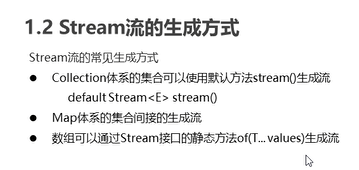 1.2 Stream流的生成方式
Stream流的常见生成方式
● Collection体系的集合可以使用默认方法stream()生成流
default Stream<E> stream()
● Map体系的集合间接的生成流
● 数组可以通过Stream接口的静态方法of(T... values)生成流